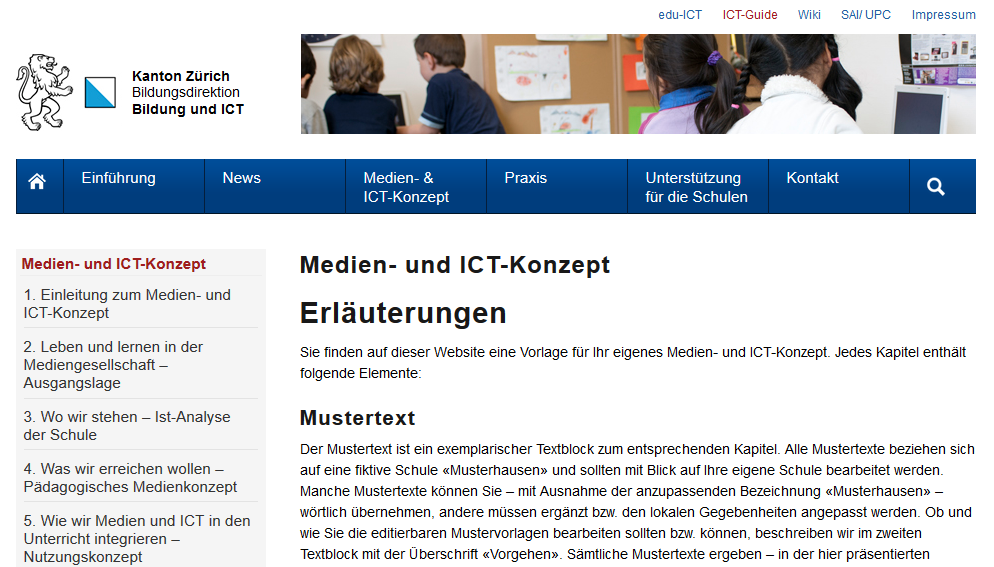 edu-ICT ICT-Guide Wiki SAI/ UPC Impressum
Kanton Zürich
Bildungsdirektion
Bildung und ICT
Einführung
News
Medien- &
ICT-Konzept
Praxis
Unterstützung
für die Schulen
Kontakt
Medien- und ICT-Konzept
1. Einleitung zum Medien- und
ICT-Konzept
2. Leben und lernen in der
Mediengesellschaft –
Ausgangslage
3. Wo wir stehen – Ist-Analyse
der Schule
4. Was wir erreichen wollen –
Pädagogisches Medienkonzept
5. Wie wir Medien und ICT in den
Unterricht integrieren –
Nutzungskonzept
Medien- und ICT-Konzept
Erläuterungen
Sie finden auf dieser Website eine Vorlage für Ihr eigenes Medien- und ICT-Konzept. Jedes Kapitel enthält
folgende Elemente:
Mustertext
Der Mustertext ist ein exemplarischer Textblock zum entsprechenden Kapitel. Alle Mustertexte beziehen sich
auf eine fiktive Schule «Musterhausen» und sollten mit Blick auf Ihre eigene Schule bearbeitet werden.
Manche Mustertexte können Sie – mit Ausnahme der anzupassenden Bezeichnung «Musterhausen» –
wörtlich übernehmen, andere müssen ergänzt bzw. den lokalen Gegebenheiten angepasst werden. Ob und
wie Sie die editierbaren Mustervorlagen bearbeiten sollten bzw. können, beschreiben wir im zweiten
Textblock mit der Überschrift «Vorgehen». Sämtliche Mustertexte ergeben – in der hier präsentierten